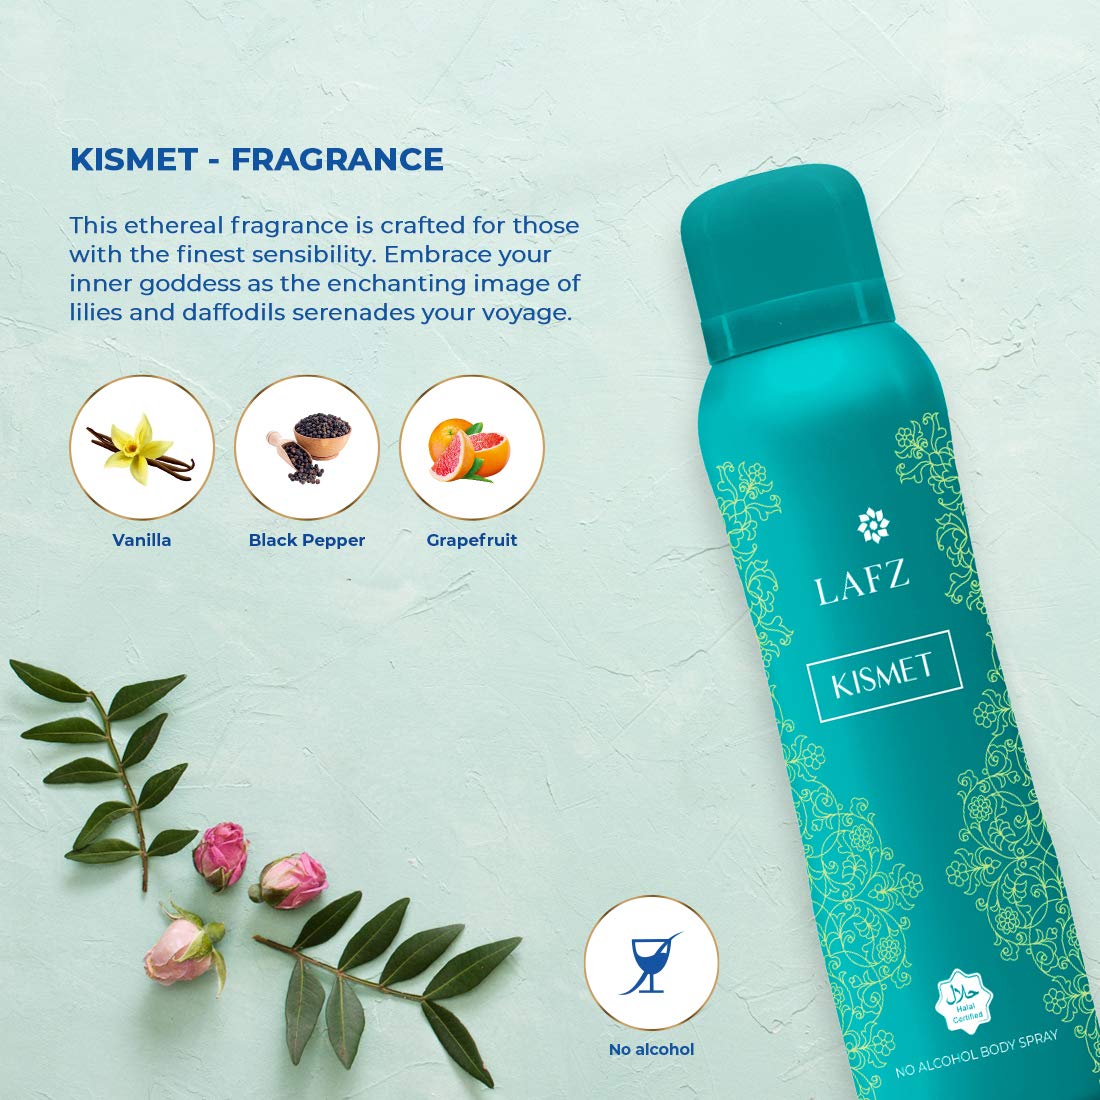 KISMET - FRAGRANCE
This ethereal fragrance is crafted for those
with the finest sensibility. Embrace your
inner goddess as the enchanting image of
lilies and daffodils serenades your voyage.
Vanilla
Black Pepper
Grapefruit
LAFZ
KISMET
حلال
Halal
Certified
NO ALCOHOL BODY SPRAY
No alcohol